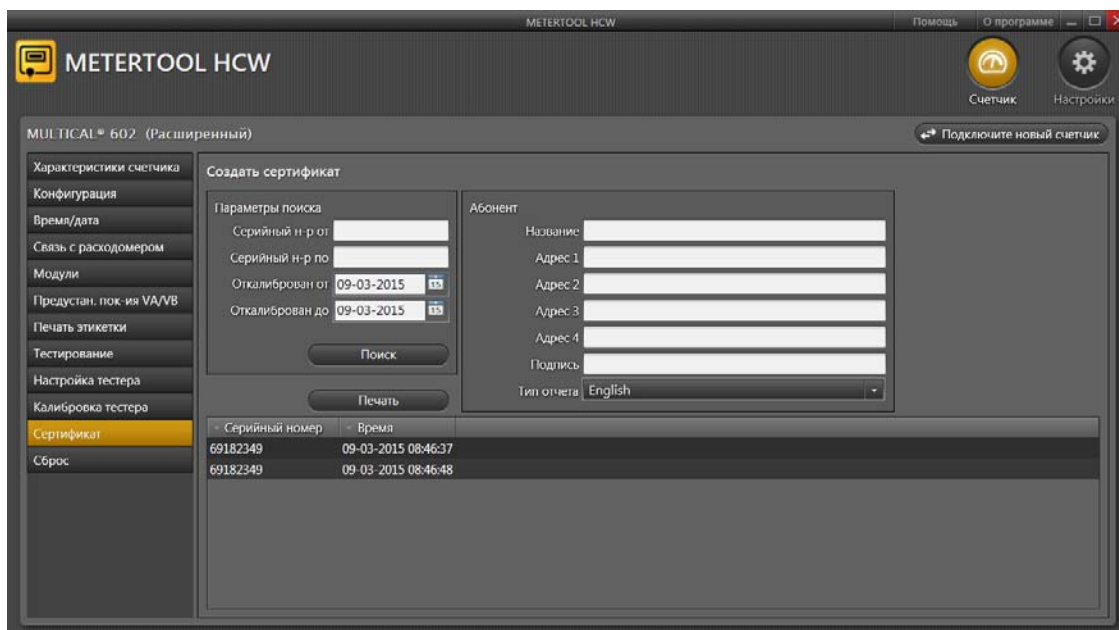 METERTOOL HCW
Помощь
О программе
METERTOOL HCW
Счетчик
Настройки
MULTICAL® 602 (Расширенный)
Подключите новый счетчик
Характеристики счетчика
Конфигурация
Время/дата
Связь с расходомером
Модули
Предустан. пок-ия VA/VB
Печать этикетки
Тестирование
Настройка тестера
Калибровка тестера
Сертификат
Сброс
Создать сертификат
Параметры поиска
Серийный н-р от
Серийный н-р по
Откалиброван от 09-03-2015
Откалиброван до 09-03-2015
Поиск
Печать
Абонент
Название
Адрес 1
Адрес 2
Адрес 3
Адрес 4
Подпись
Тип отчета English
Серийный номер Время
69182349 09-03-2015 08:46:37
69182349 09-03-2015 08:46:48